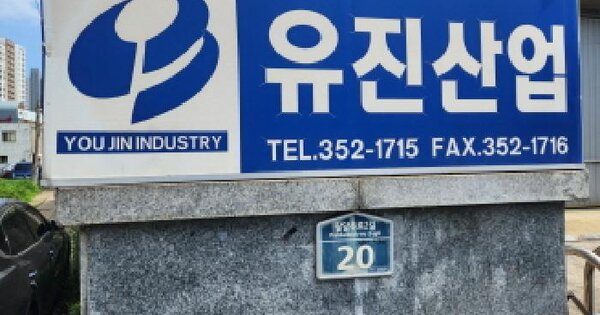 유진산업
YOU JIN INDUSTRY
TEL.352-1715 FAX.352-1716
20